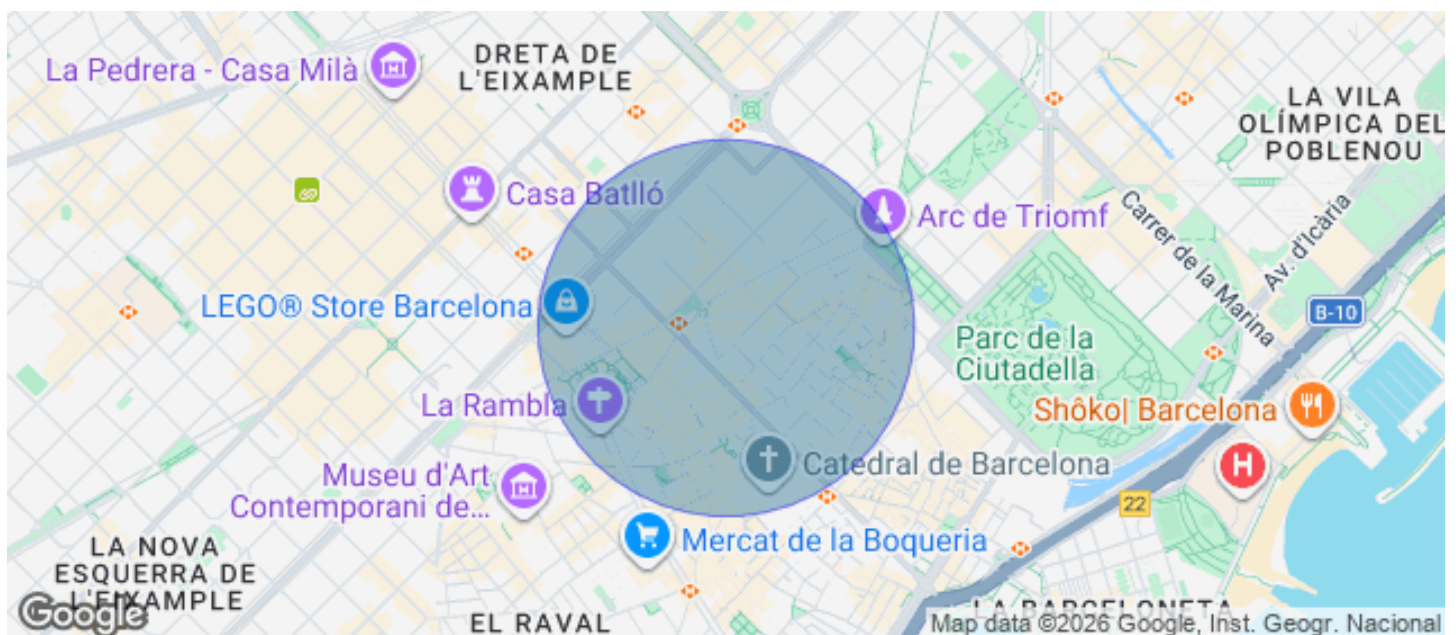 DRETA DE
L'EIXAMPLE
La Pedrera - Casa Milà
LA VILA
OLÍMPICA DEL
POBLENOU
Casa Batlló
Arc de Triomf
Carrer de la Marina
Av. d'Icària
LEGO® Store Barcelona
B-10
Parc de la
Ciutadella
La Rambla
Shôko| Barcelona
Catedral de Barcelona
Museu d'Art
Contemporani de...
22
Mercat de la Boqueria
LA NOVA
ESQUERRA DE
L'EIXAMPLE
H
Google
EL RAVAL
LA BARCELONETA
Map data ©2026 Google, Inst. Geogr. Nacional